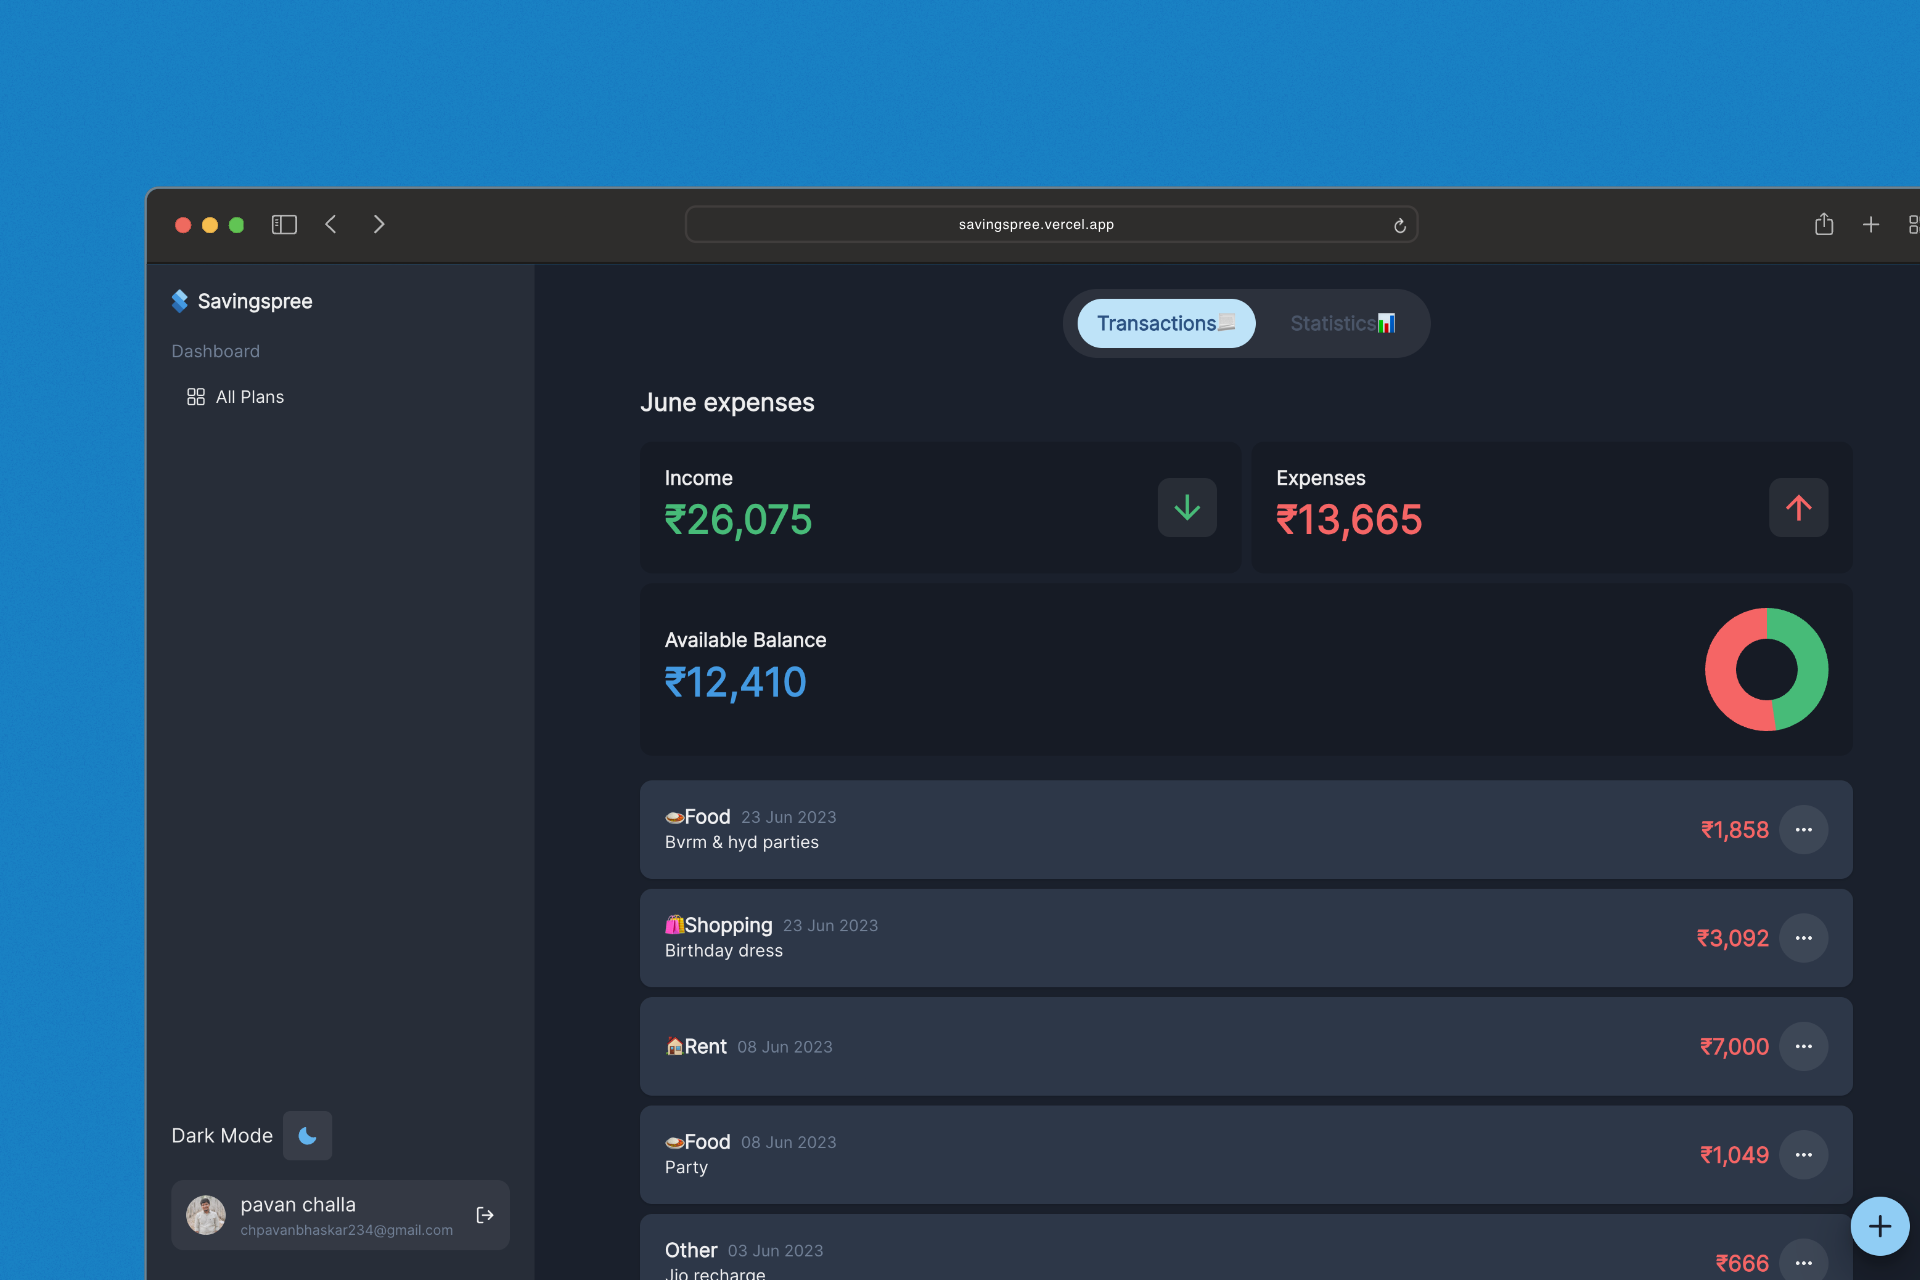 savingspree.vercel.app
Savingspree
Dashboard
All Plans
Transactions
Statistics
June expenses
Income
₹26,075
Expenses
₹13,665
Available Balance
₹12,410
Food 23 Jun 2023
Bvrm & hyd parties
₹1,858
Shopping 23 Jun 2023
Birthday dress
₹3,092
Rent 08 Jun 2023
₹7,000
Food 08 Jun 2023
Party
₹1,049
Other 03 Jun 2023
Jio recharge
₹666
Dark Mode
pavan challa
chpavanbhaskar234@gmail.com